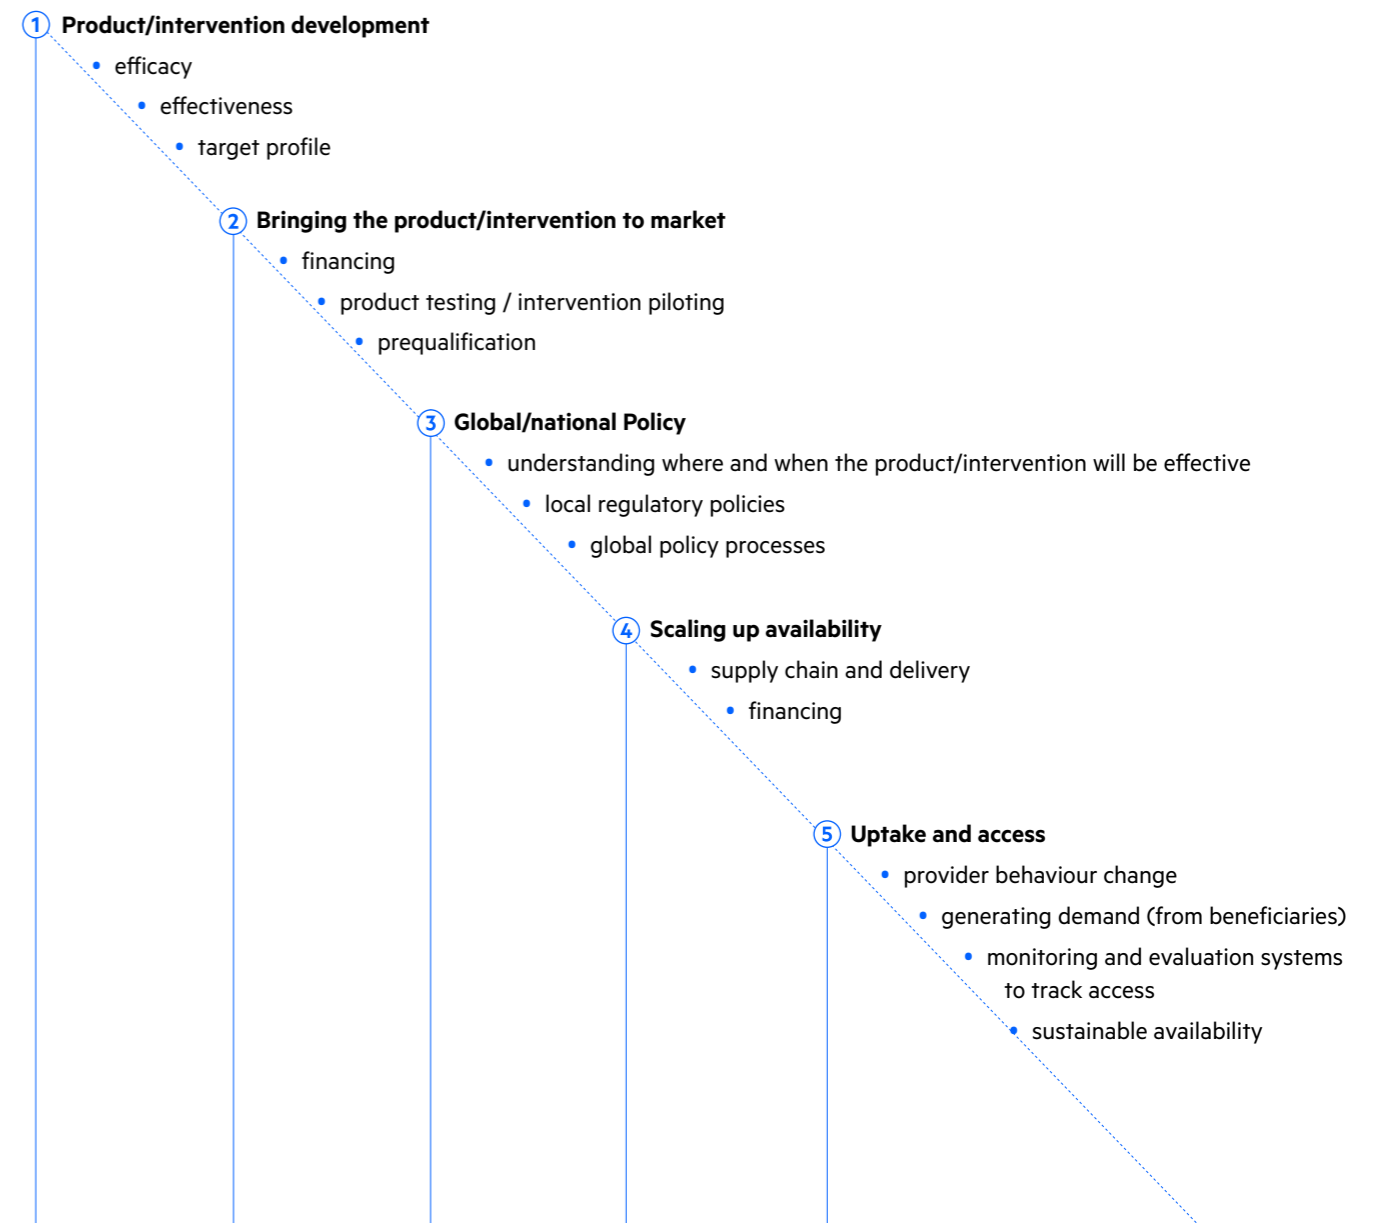 1 Product/intervention development
• efficacy
• effectiveness
• target profile
2 Bringing the product/intervention to market
• financing
• product testing / intervention piloting
• prequalification
3 Global/national Policy
• understanding where and when the product/intervention will be effective
• local regulatory policies
• global policy processes
4 Scaling up availability
• supply chain and delivery
• financing
5 Uptake and access
• provider behaviour change
• generating demand (from beneficiaries)
• monitoring and evaluation systems
to track access
• sustainable availability